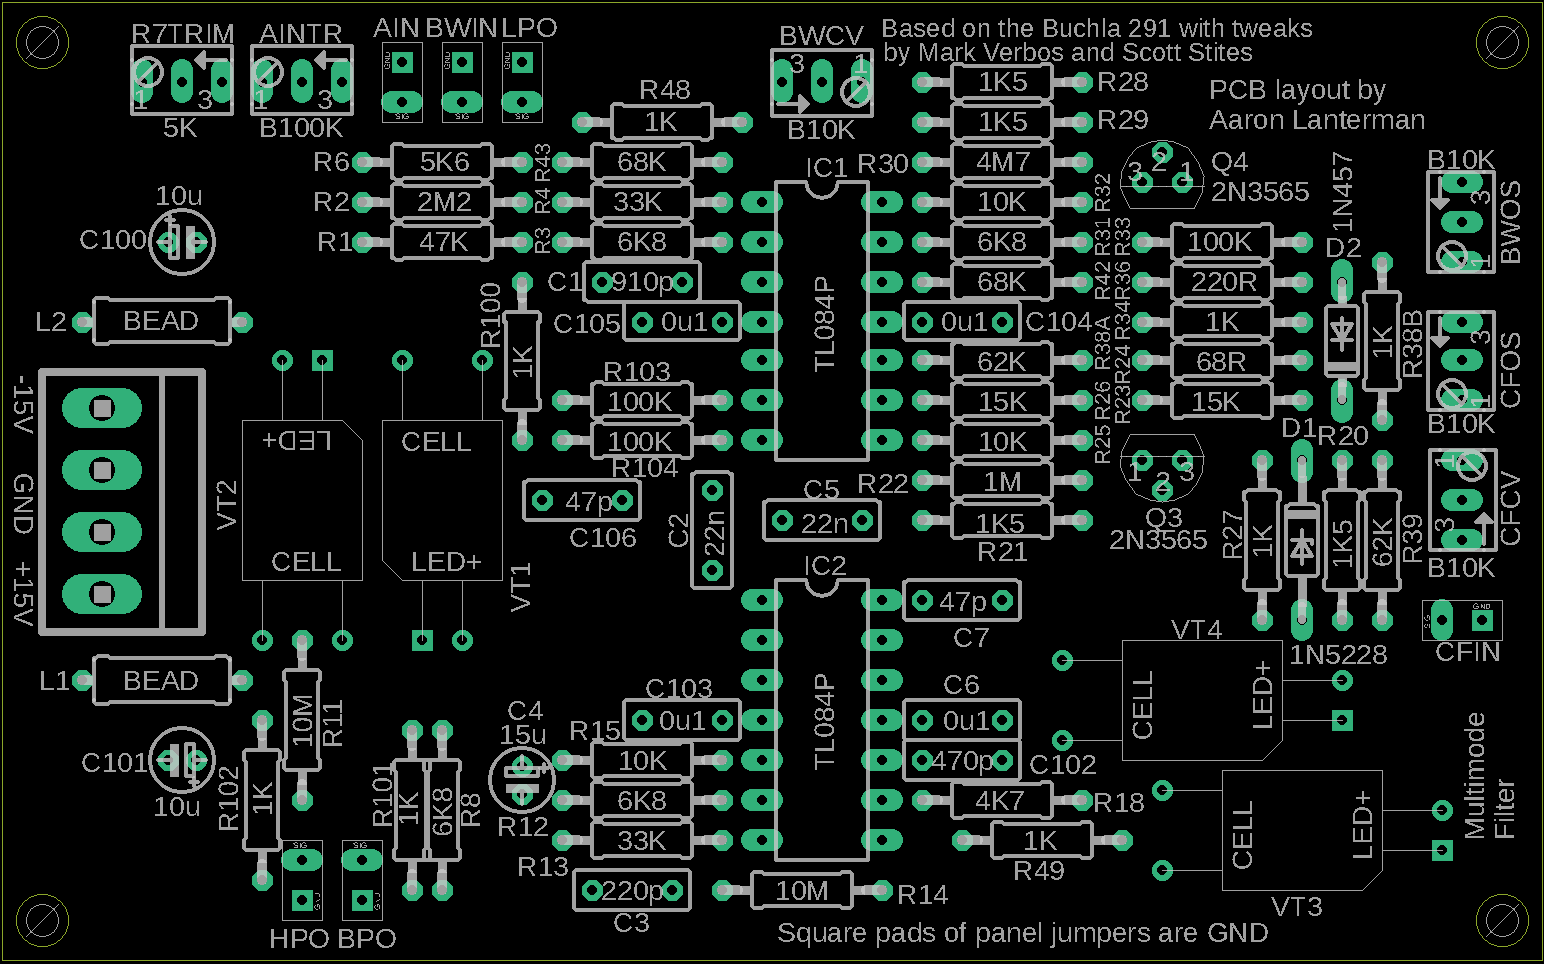 R7TRIM
AINTR
AIN BWIN LPO
BWCV
Based on the Buchla 291 with tweaks
by Mark Verbos and Scott Stites
GND
GND
GND
1
3
1
3
3
1
SIG
SIG
SIG
5K
B100K
B10K
R48
1K
1K5
R28
1K5
R29
PCB layout by
Aaron Lanterman
R6
5K6
R43
68K
IC1
R30
4M7
3 2 1
Q4
2N3565
1N457
B10K
3
1
BWOS
R2
2M2
R4
33K
10K
R32
R1
47K
R3
6K8
6K8
R31
R33
100K
D2
10u
C100
C1
910p
68K
R42
R36
220R
L2
BEAD
R100
1K
C105
0u1
TL084P
0u1
C104
R34
1K
1K
R38B
3
1
CFOS
B10K
62K
R38A
R24
68R
R103
100K
15K
R26
R23
15K
-15V
GND
+15V
LED+
CELL
VT2
CELL
LED+
VT1
100K
R104
10K
R25
D1
R20
1
3
CFCV
B10K
47p
C106
C2
22n
C5
22n
R22
1M
1K5
R21
1 2 3
Q3
2N3565
R27
1K
1K5
62K
R39
IC2
47p
C7
1N5228
SIG
GND
CFIN
L1
BEAD
VT4
CELL
LED+
10M
R11
C103
0u1
C6
0u1
TL084P
C101
10u
R102
1K
R101
1K
6K8
R8
C4
15u
R12
R15
10K
470p
C102
6K8
4K7
R18
R13
33K
1K
R49
CELL
LED+
VT3
Multimode
Filter
SIG
GND
SIG
GND
HPO BPO
220p
C3
10M
R14
Square pads of panel jumpers are GND